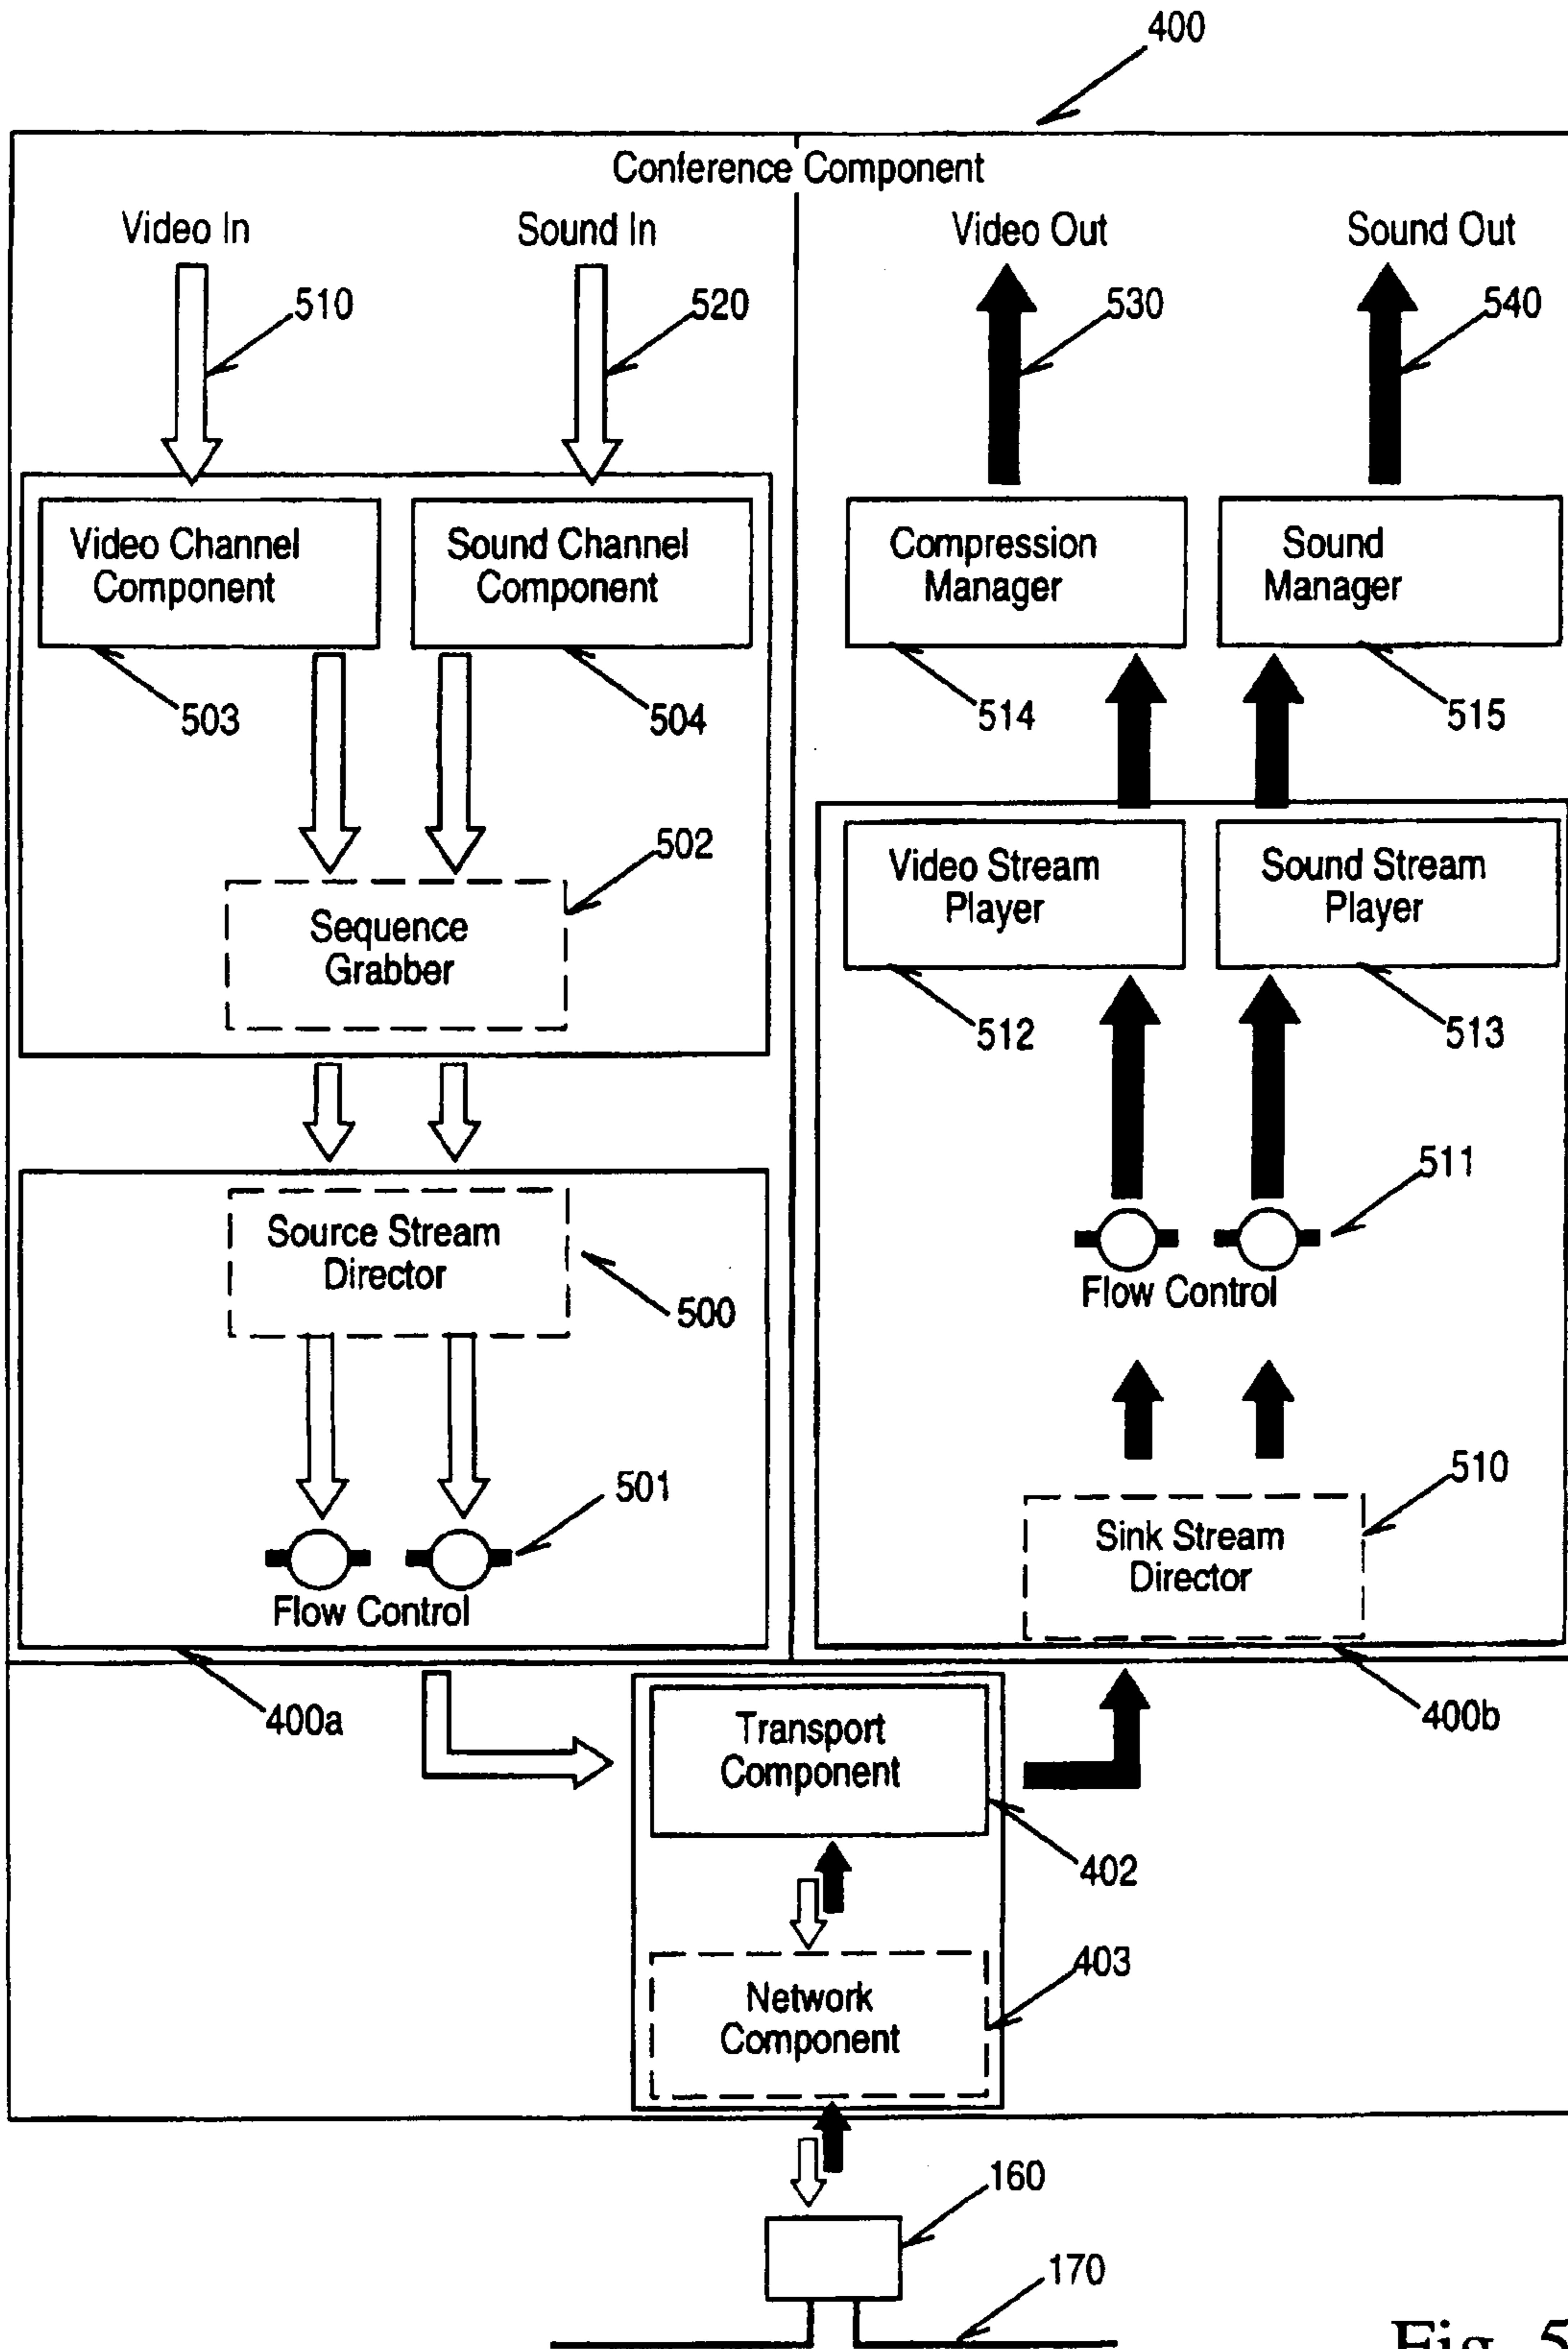 400
Conference Component
Video In
Sound In
Video Out
Sound Out
510
520
530
540
Video Channel
Component
Sound Channel
Component
Compression
Manager
Sound
Manager
503
504
514
515
502
Sequence
Grabber
Video Stream
Player
Sound Stream
Player
512
513
Source Stream
Director
500
511
Flow Control
501
Flow Control
510
Sink Stream
Director
400a
400b
Transport
Component
402
403
Network
Component
160
170
Fig. 5